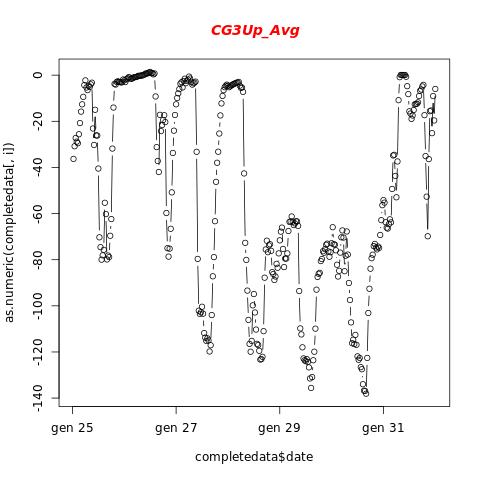 CG3Up_Avg
as.numeric(completedata[, i])
0
-20
-40
-60
-80
-100
-120
-140
gen 25
gen 27
gen 29
gen 31
completedata$date